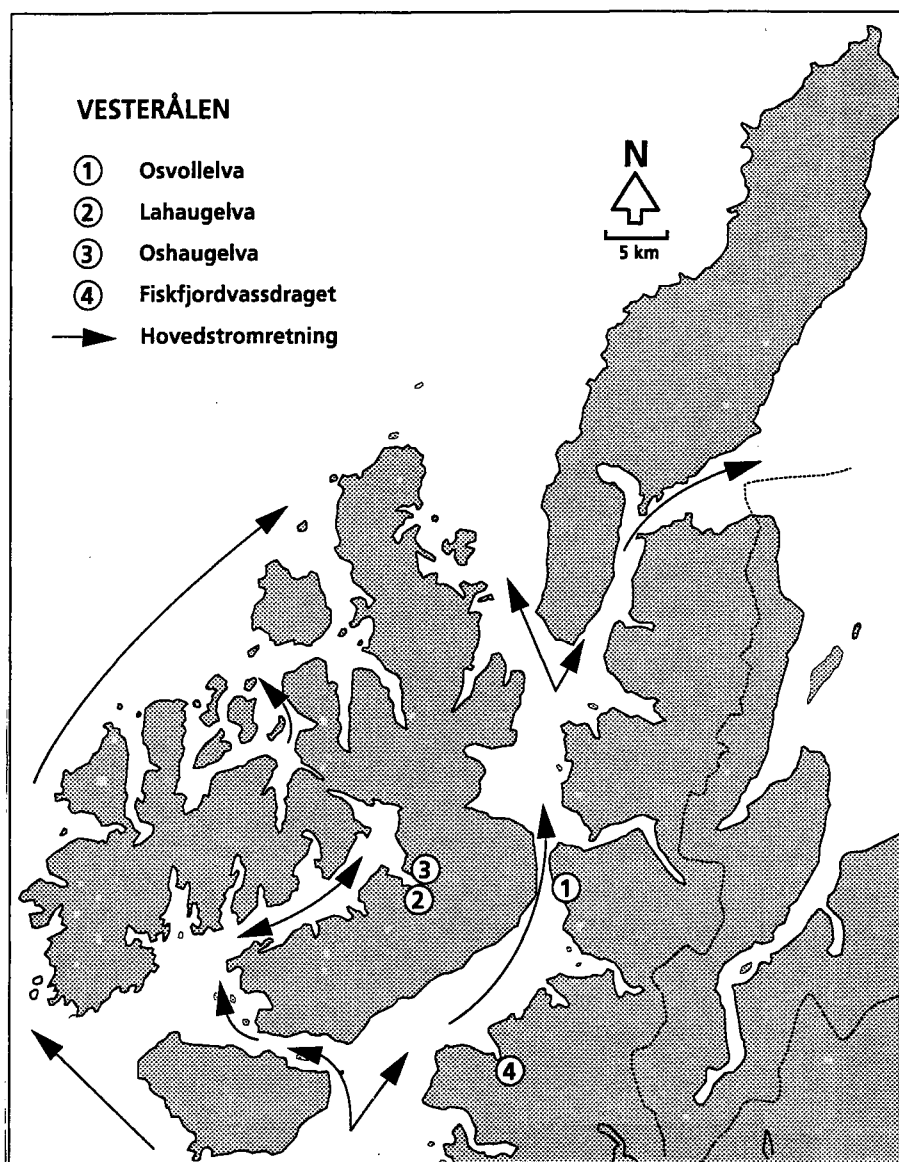 VESTERÅLEN
① Osvollelva
② Lahaugelva
③ Oshaugelva
④ Fiskfjordvassdraget
Hovedstromretning
N
5 km
③
②
①
④